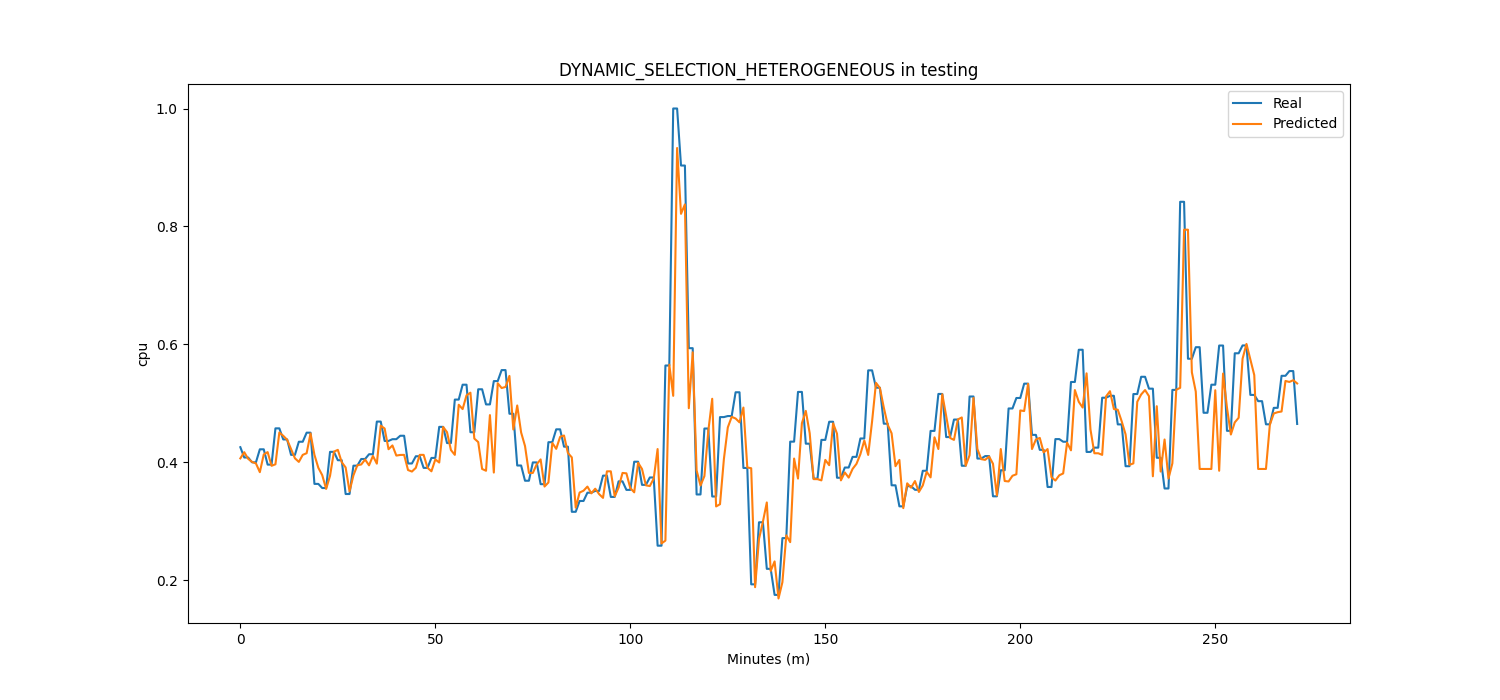 DYNAMIC_SELECTION_HETEROGENEOUS in testing
Real
Predicted
cpu
1.0
0.8
0.6
0.4
0.2
0 50 100 150 200 250
Minutes (m)